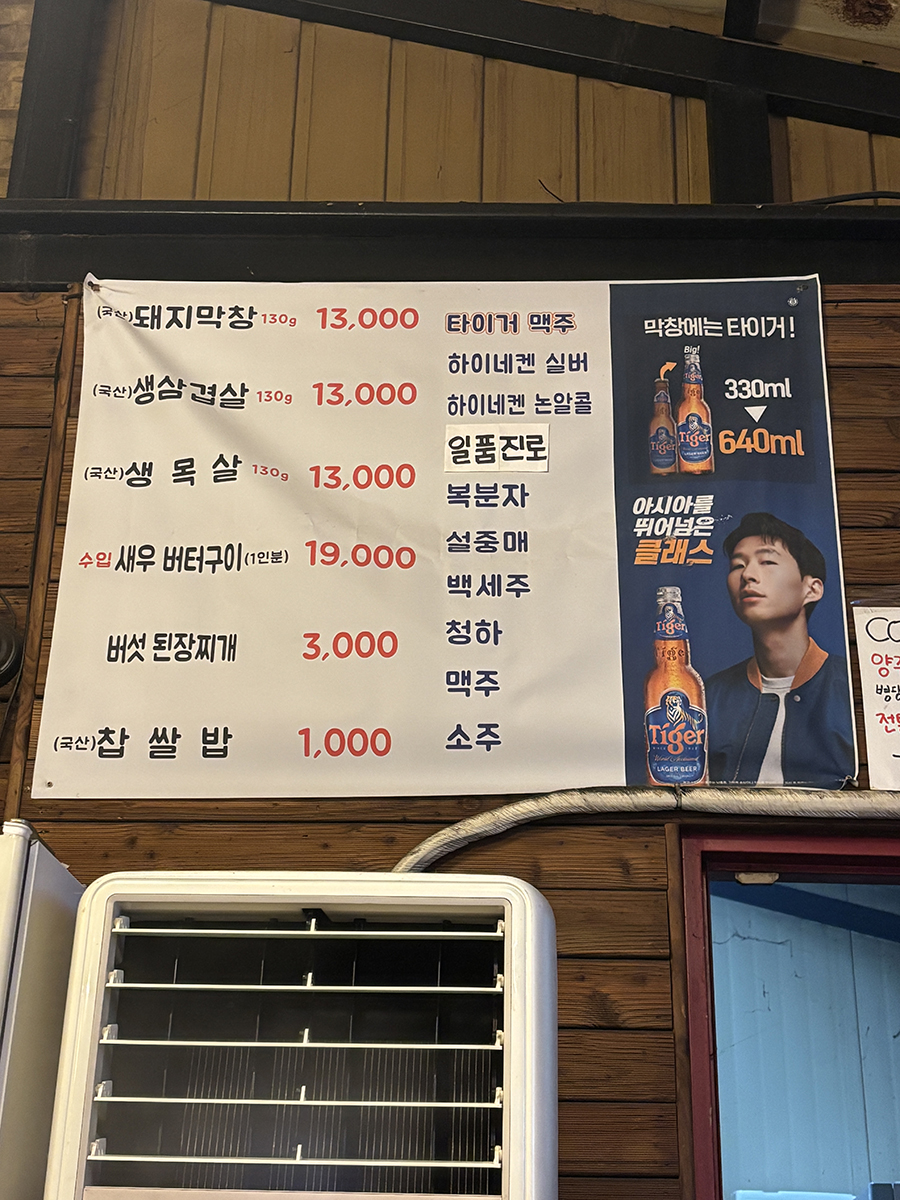 (국산)돼지막창 130g 13,000
(국산)생삼겹살 130g 13,000
(국산)생 목 살 130g 13,000
수입 새우 버터구이(1인분) 19,000
버섯 된장찌개 3,000
(국산)찹 쌀 밥 1,000
타이거 맥주
하이네켄 실버
하이네켄 논알콜
일품진로
복분자
설중매
백세주
청하
맥주
소주
막창에는 타이거!
Big!
330ml
640ml
Tiger
Tiger
아시아를
뛰어넘은
클래스
Tiger
Tiger
Tiger
LAGER BEER